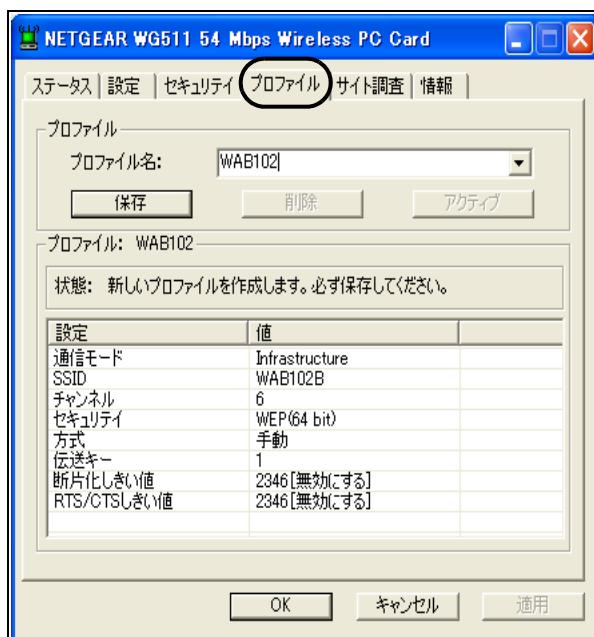 NETGEAR WG511 54 Mbps Wireless PC Card
ステータス 設定 セキュリティ プロファイル サイト調査 情報
プロファイル
プロファイル名: WAB102
保存 削除 アクティブ
プロファイル: WAB102
状態: 新しいプロファイルを作成します。必ず保存してください。
設定 値
通信モード Infrastructure
SSID WAB102B
チャンネル 6
セキュリティ WEP(64 bit)
方式 手動
伝送キー 1
断片化しきい値 2346[無効にする]
RTS/CTSしきい値 2346[無効にする]
OK キャンセル 適用